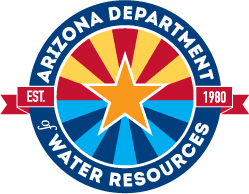 ARIZONA DEPARTMENT
EST. 1980
of WATER RESOURCES